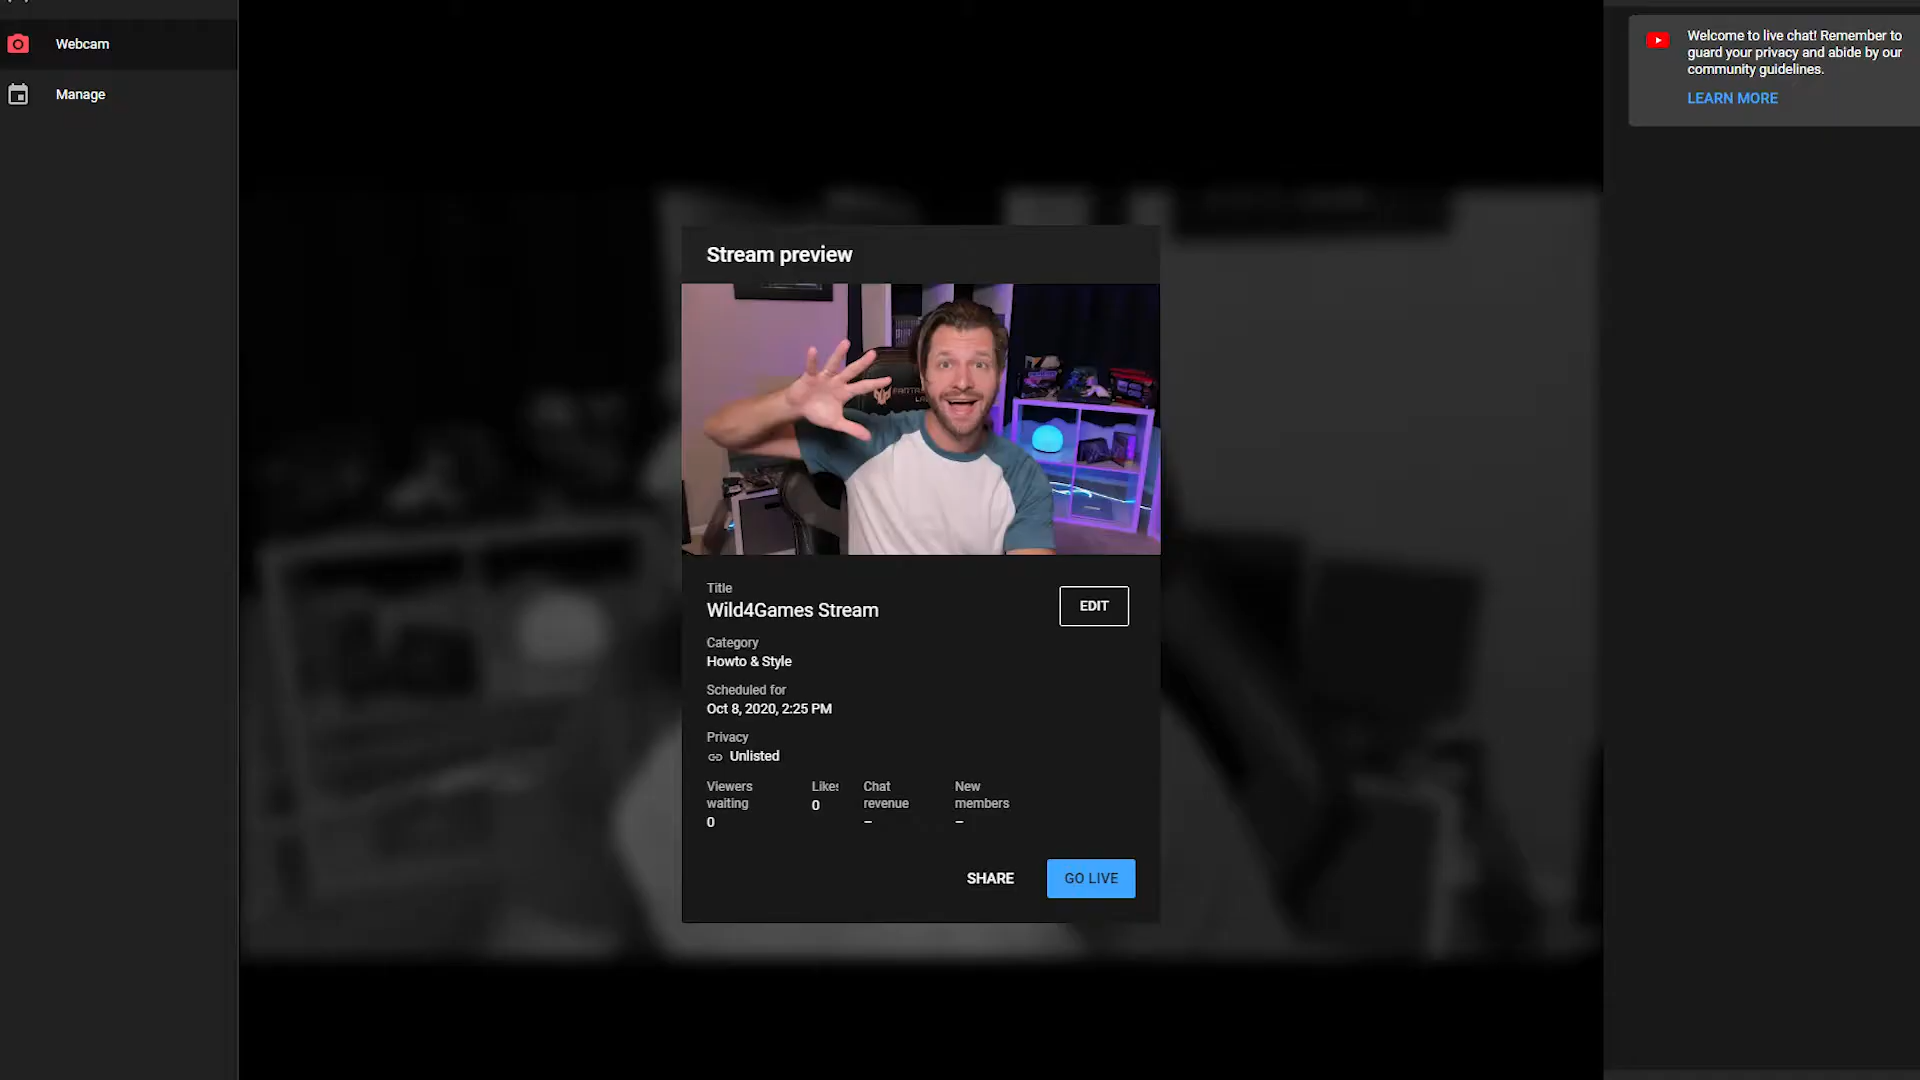 Webcam
Manage
Welcome to live chat! Remember to
guard your privacy and abide by our
community guidelines.
LEARN MORE
Stream preview
Title
Wild4Games Stream
EDIT
Category
Howto & Style
Scheduled for
Oct 8, 2020, 2:25 PM
Privacy
Unlisted
Viewers
waiting
0
Likes
0
Chat
revenue
–
New
members
–
SHARE
GO LIVE